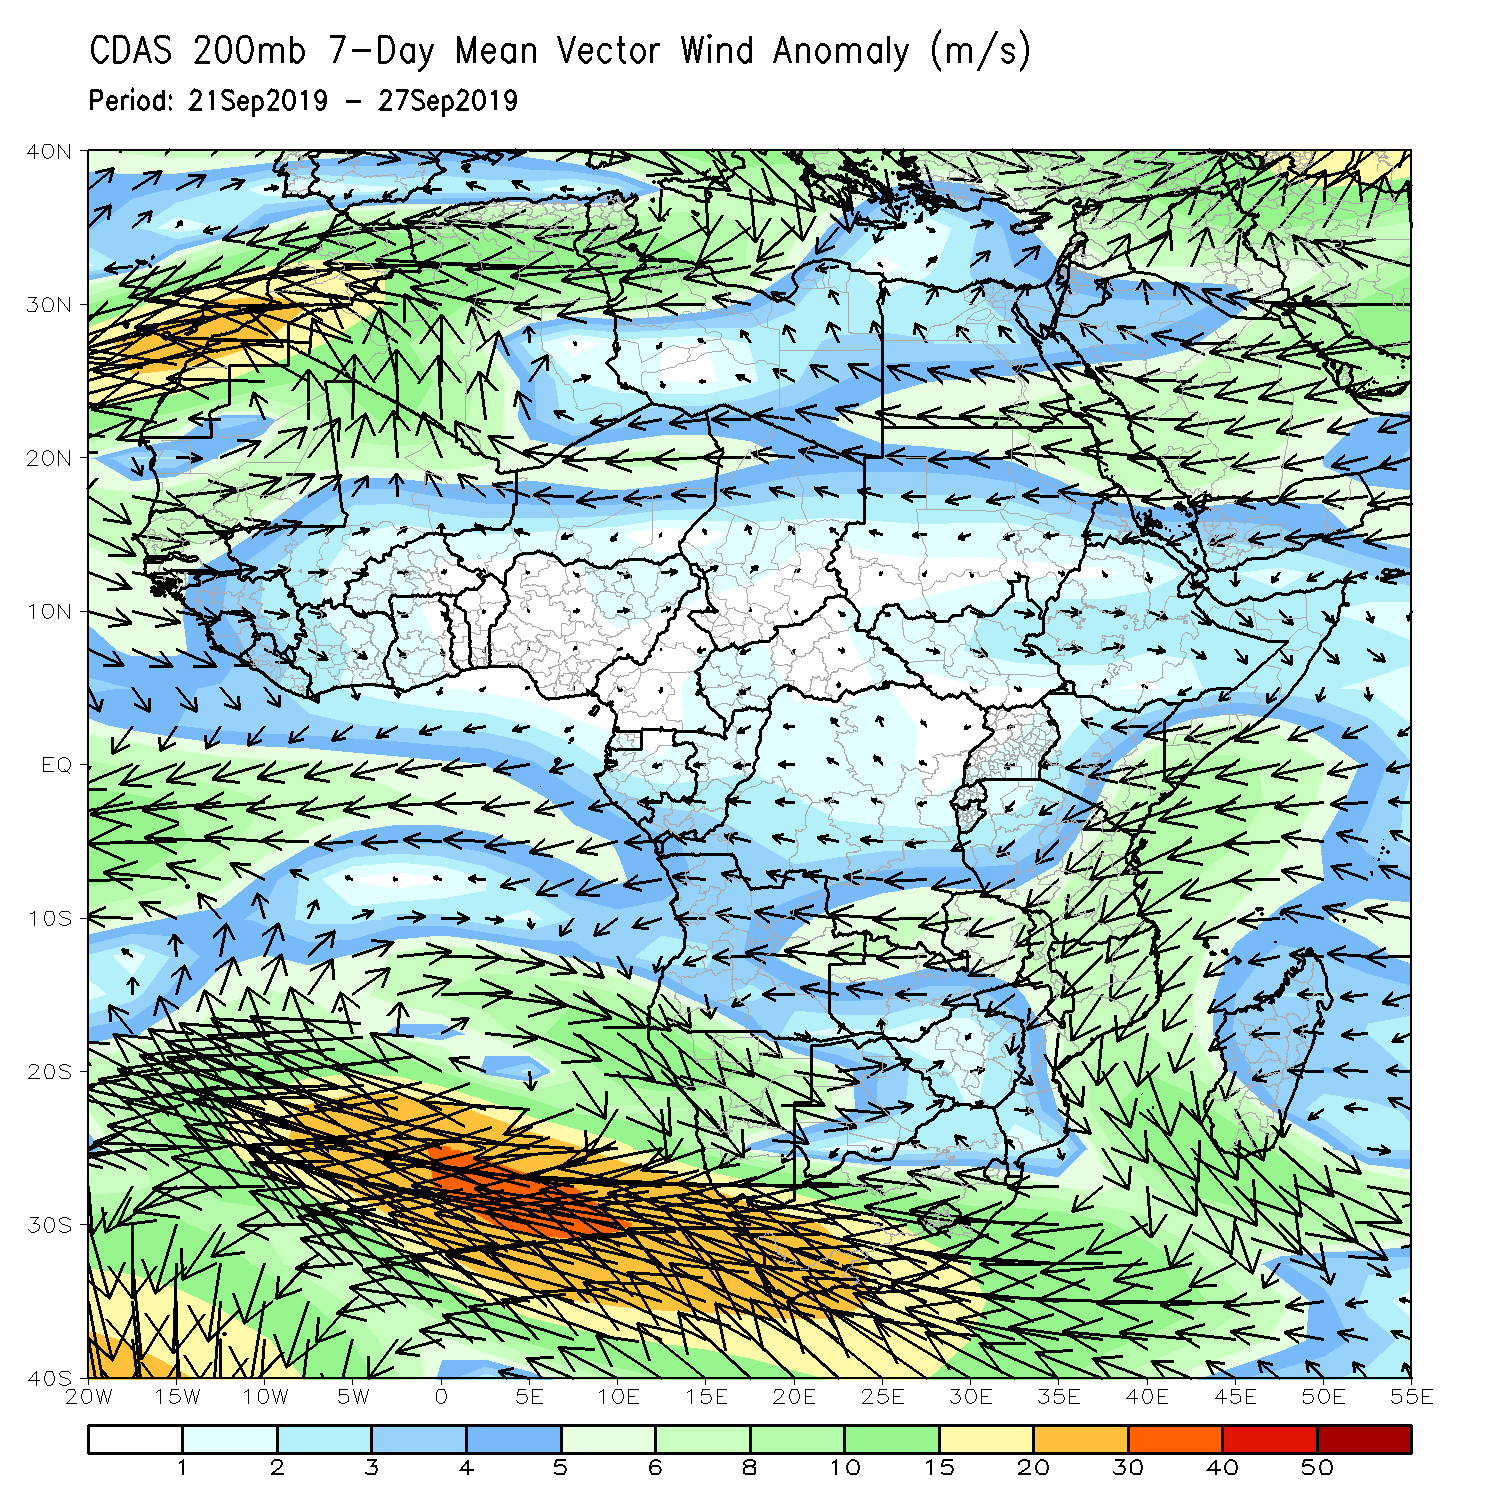 CDAS 200mb 7-Day Mean Vector Wind Anomaly (m/s)
Period: 21Sep2019 - 27Sep2019
40N
30N
20N
10N
EQ
10S
20S
30S
40S
20W 15W 10W 5W 0 5E 10E 15E 20E 25E 30E 35E 40E 45E 50E 55E
1 2 3 4 5 6 8 10 15 20 30 40 50